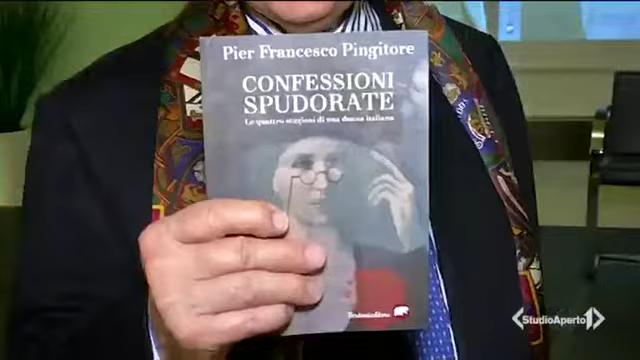 Pier Francesco Pingitore
CONFESSIONI
SPUDORATE
Le quattro stagioni di una donna italiana
StudioAperto